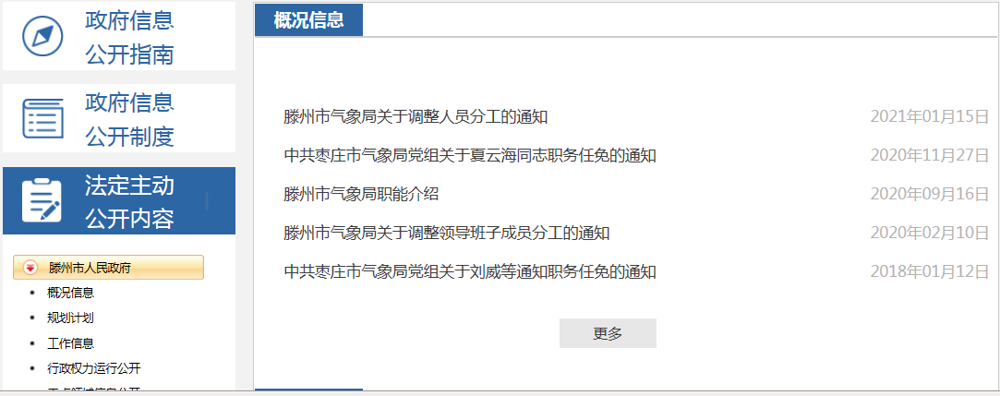 政府信息
公开指南
政府信息
公开制度
法定主动
公开内容
滕州市人民政府
概况信息
规划计划
工作信息
行政权力运行公开
概况信息
滕州市气象局关于调整人员分工的通知 2021年01月15日
中共枣庄市气象局党组关于夏云海同志职务任免的通知 2020年11月27日
滕州市气象局职能介绍 2020年09月16日
滕州市气象局关于调整领导班子成员分工的通知 2020年02月10日
中共枣庄市气象局党组关于刘威等通知职务任免的通知 2018年01月12日
更多